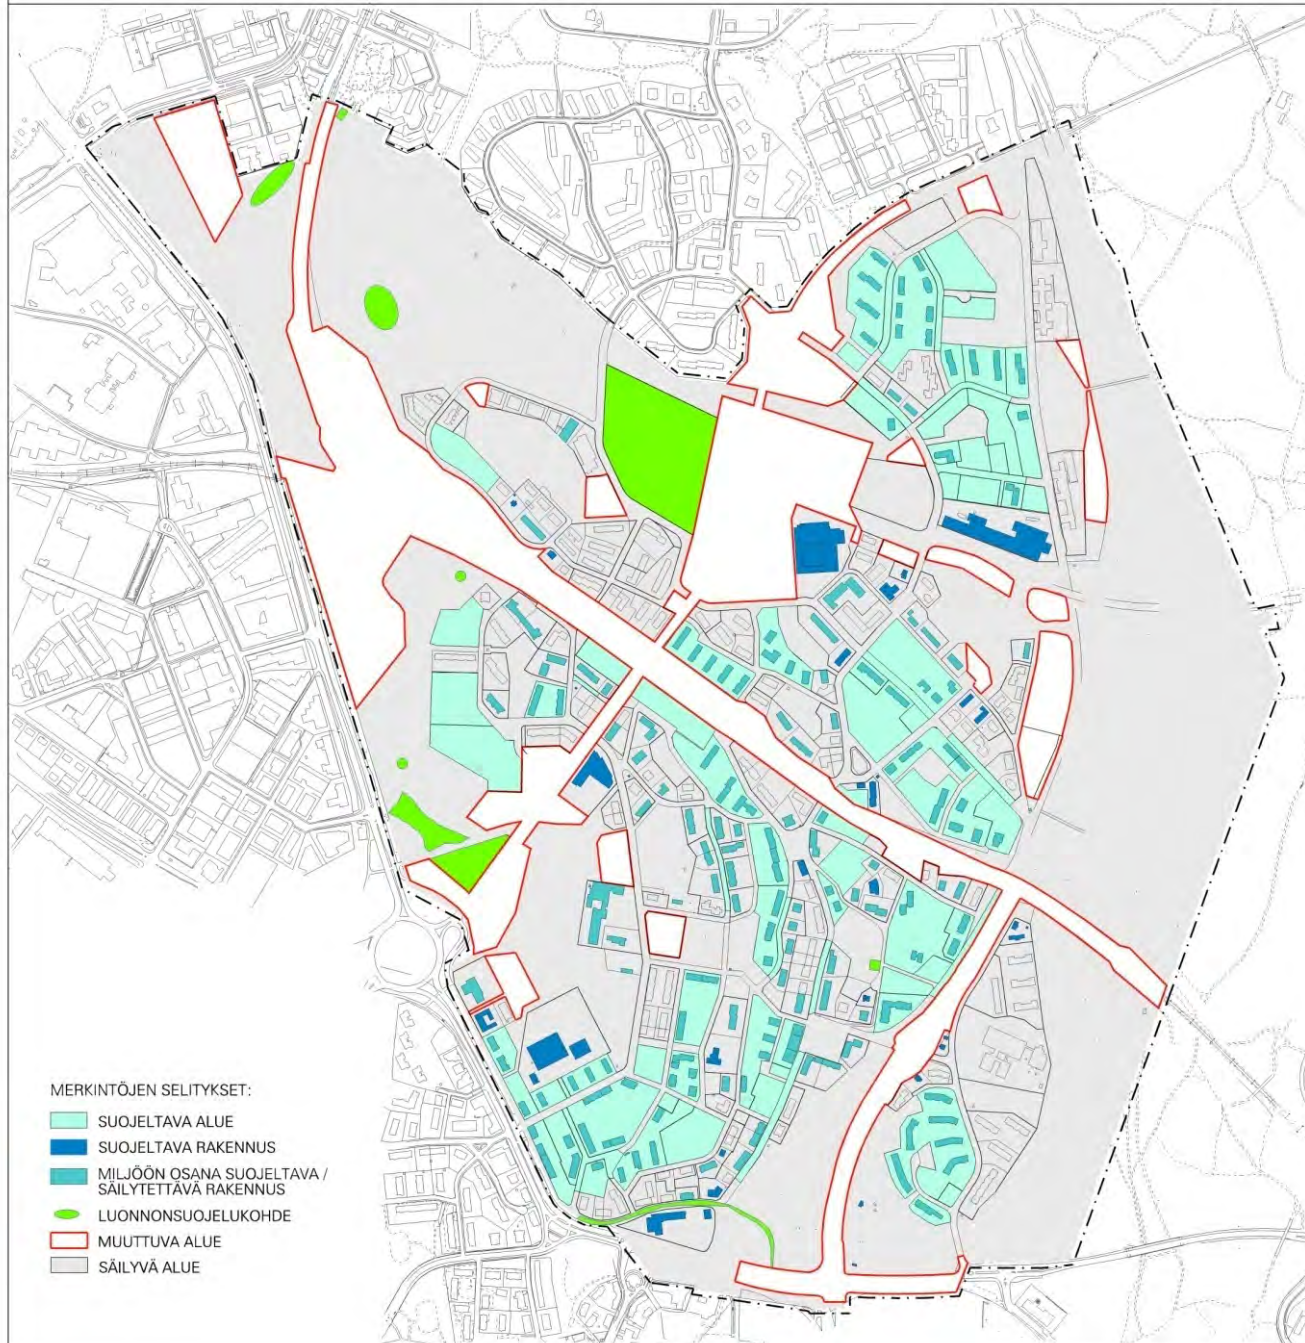 MERKINTÖJEN SELITYKSET:
SUOJELTAVA ALUE
SUOJELTAVA RAKENNUS
MILJÖÖN OSANA SUOJELTAVA /
SÄILYTETTÄVÄ RAKENNUS
LUONNONSUOJELUKOHDE
MUUTTUVA ALUE
SÄILYVÄ ALUE